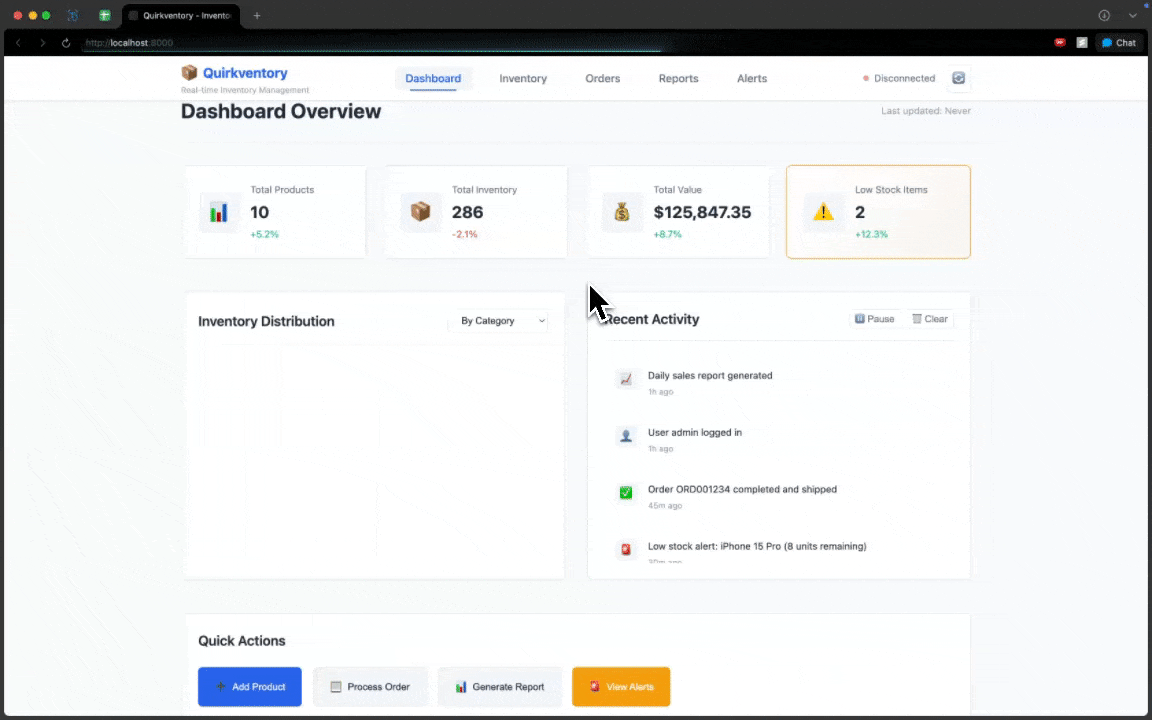 Quirkventory - Invento
http://localhost:8000
Chat
Quirkventory
Real-time Inventory Management
Dashboard
Inventory
Orders
Reports
Alerts
Disconnected
Dashboard Overview
Last updated: Never
Total Products
10
+5.2%
Total Inventory
286
-2.1%
Total Value
$125,847.35
+8.7%
Low Stock Items
2
+12.3%
Inventory Distribution
By Category
Recent Activity
Pause
Clear
Daily sales report generated
1h ago
User admin logged in
1h ago
Order ORD001234 completed and shipped
45m ago
Low stock alert: iPhone 15 Pro (8 units remaining)
30m ago
Quick Actions
Add Product
Process Order
Generate Report
View Alerts